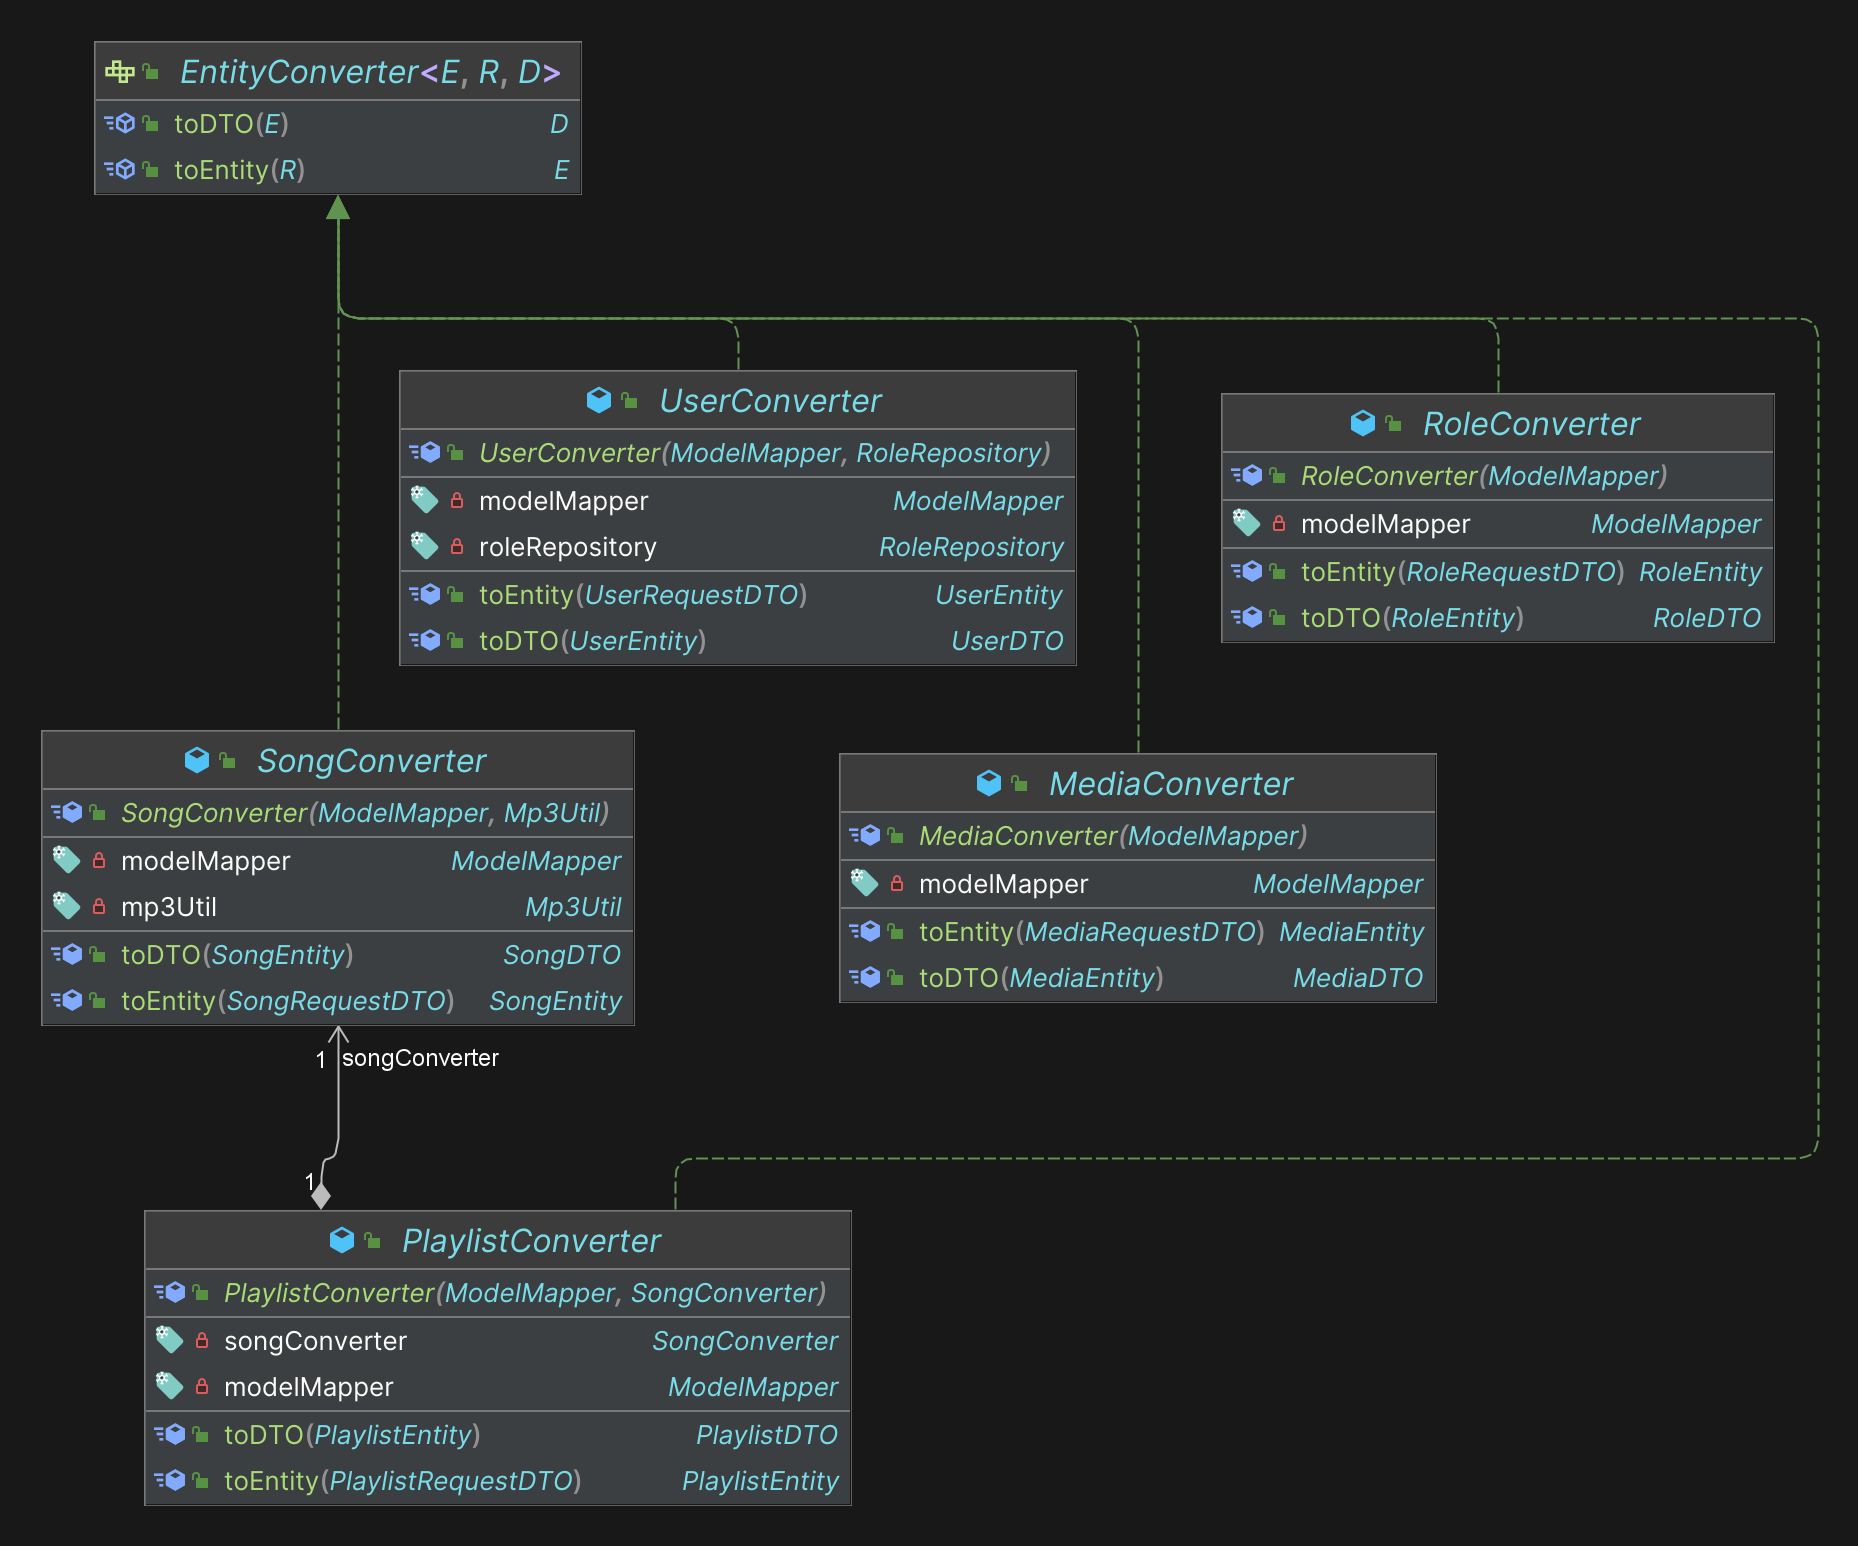 EntityConverter<E, R, D>
toDTO(E) D
toEntity(R) E
UserConverter
UserConverter(ModelMapper, RoleRepository)
modelMapper ModelMapper
roleRepository RoleRepository
toEntity(UserRequestDTO) UserEntity
toDTO(UserEntity) UserDTO
RoleConverter
RoleConverter(ModelMapper)
modelMapper ModelMapper
toEntity(RoleRequestDTO) RoleEntity
toDTO(RoleEntity) RoleDTO
SongConverter
SongConverter(ModelMapper, Mp3Util)
modelMapper ModelMapper
mp3Util Mp3Util
toDTO(SongEntity) SongDTO
toEntity(SongRequestDTO) SongEntity
MediaConverter
MediaConverter(ModelMapper)
modelMapper ModelMapper
toEntity(MediaRequestDTO) MediaEntity
toDTO(MediaEntity) MediaDTO
1 songConverter
1
PlaylistConverter
PlaylistConverter(ModelMapper, SongConverter)
songConverter SongConverter
modelMapper ModelMapper
toDTO(PlaylistEntity) PlaylistDTO
toEntity(PlaylistRequestDTO) PlaylistEntity